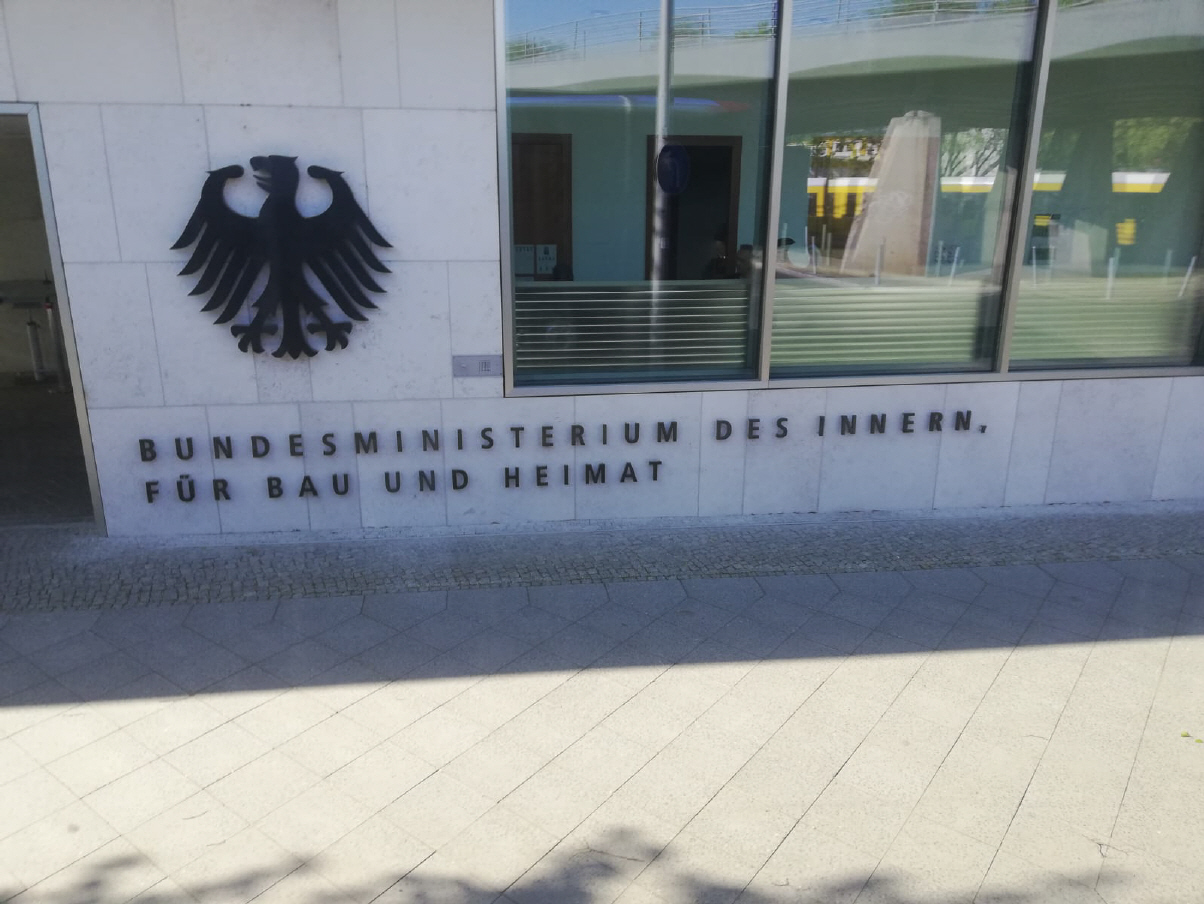 BUNDESMINISTERIUM DES INNERN,
FÜR BAU UND HEIMAT